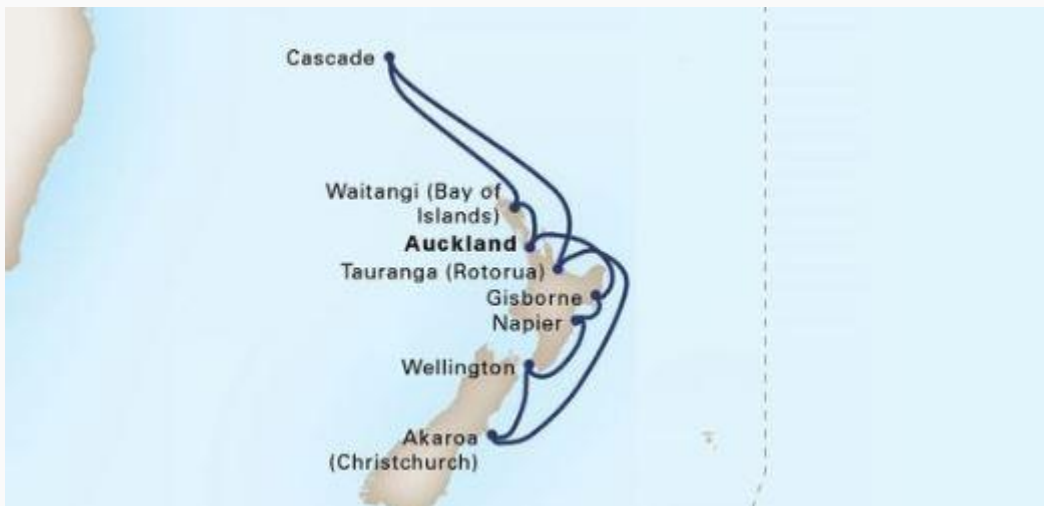 Cascade
Waitangi (Bay of
Islands)
Auckland
Tauranga (Rotorua)
Gisborne
Napier
Wellington
Akaroa
(Christchurch)